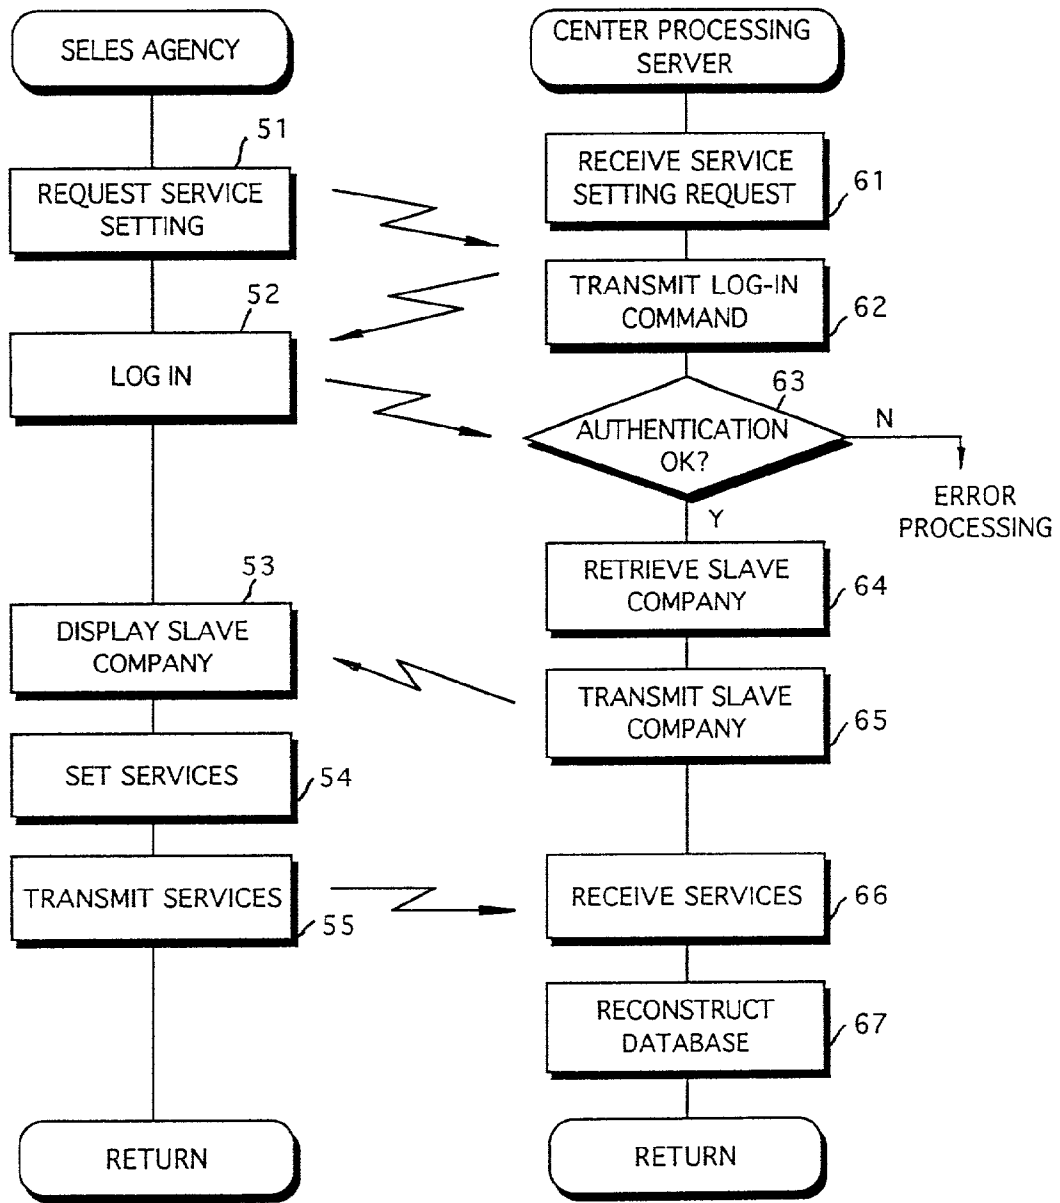 SELES AGENCY
51
REQUEST SERVICE
SETTING
52
LOG IN
53
DISPLAY SLAVE
COMPANY
SET SERVICES
54
TRANSMIT SERVICES
55
RETURN
CENTER PROCESSING
SERVER
RECEIVE SERVICE
SETTING REQUEST
61
TRANSMIT LOG-IN
COMMAND
62
63
AUTHENTICATION
OK?
N
ERROR
PROCESSING
Y
RETRIEVE SLAVE
COMPANY
64
TRANSMIT SLAVE
COMPANY
65
RECEIVE SERVICES
66
RECONSTRUCT
DATABASE
67
RETURN